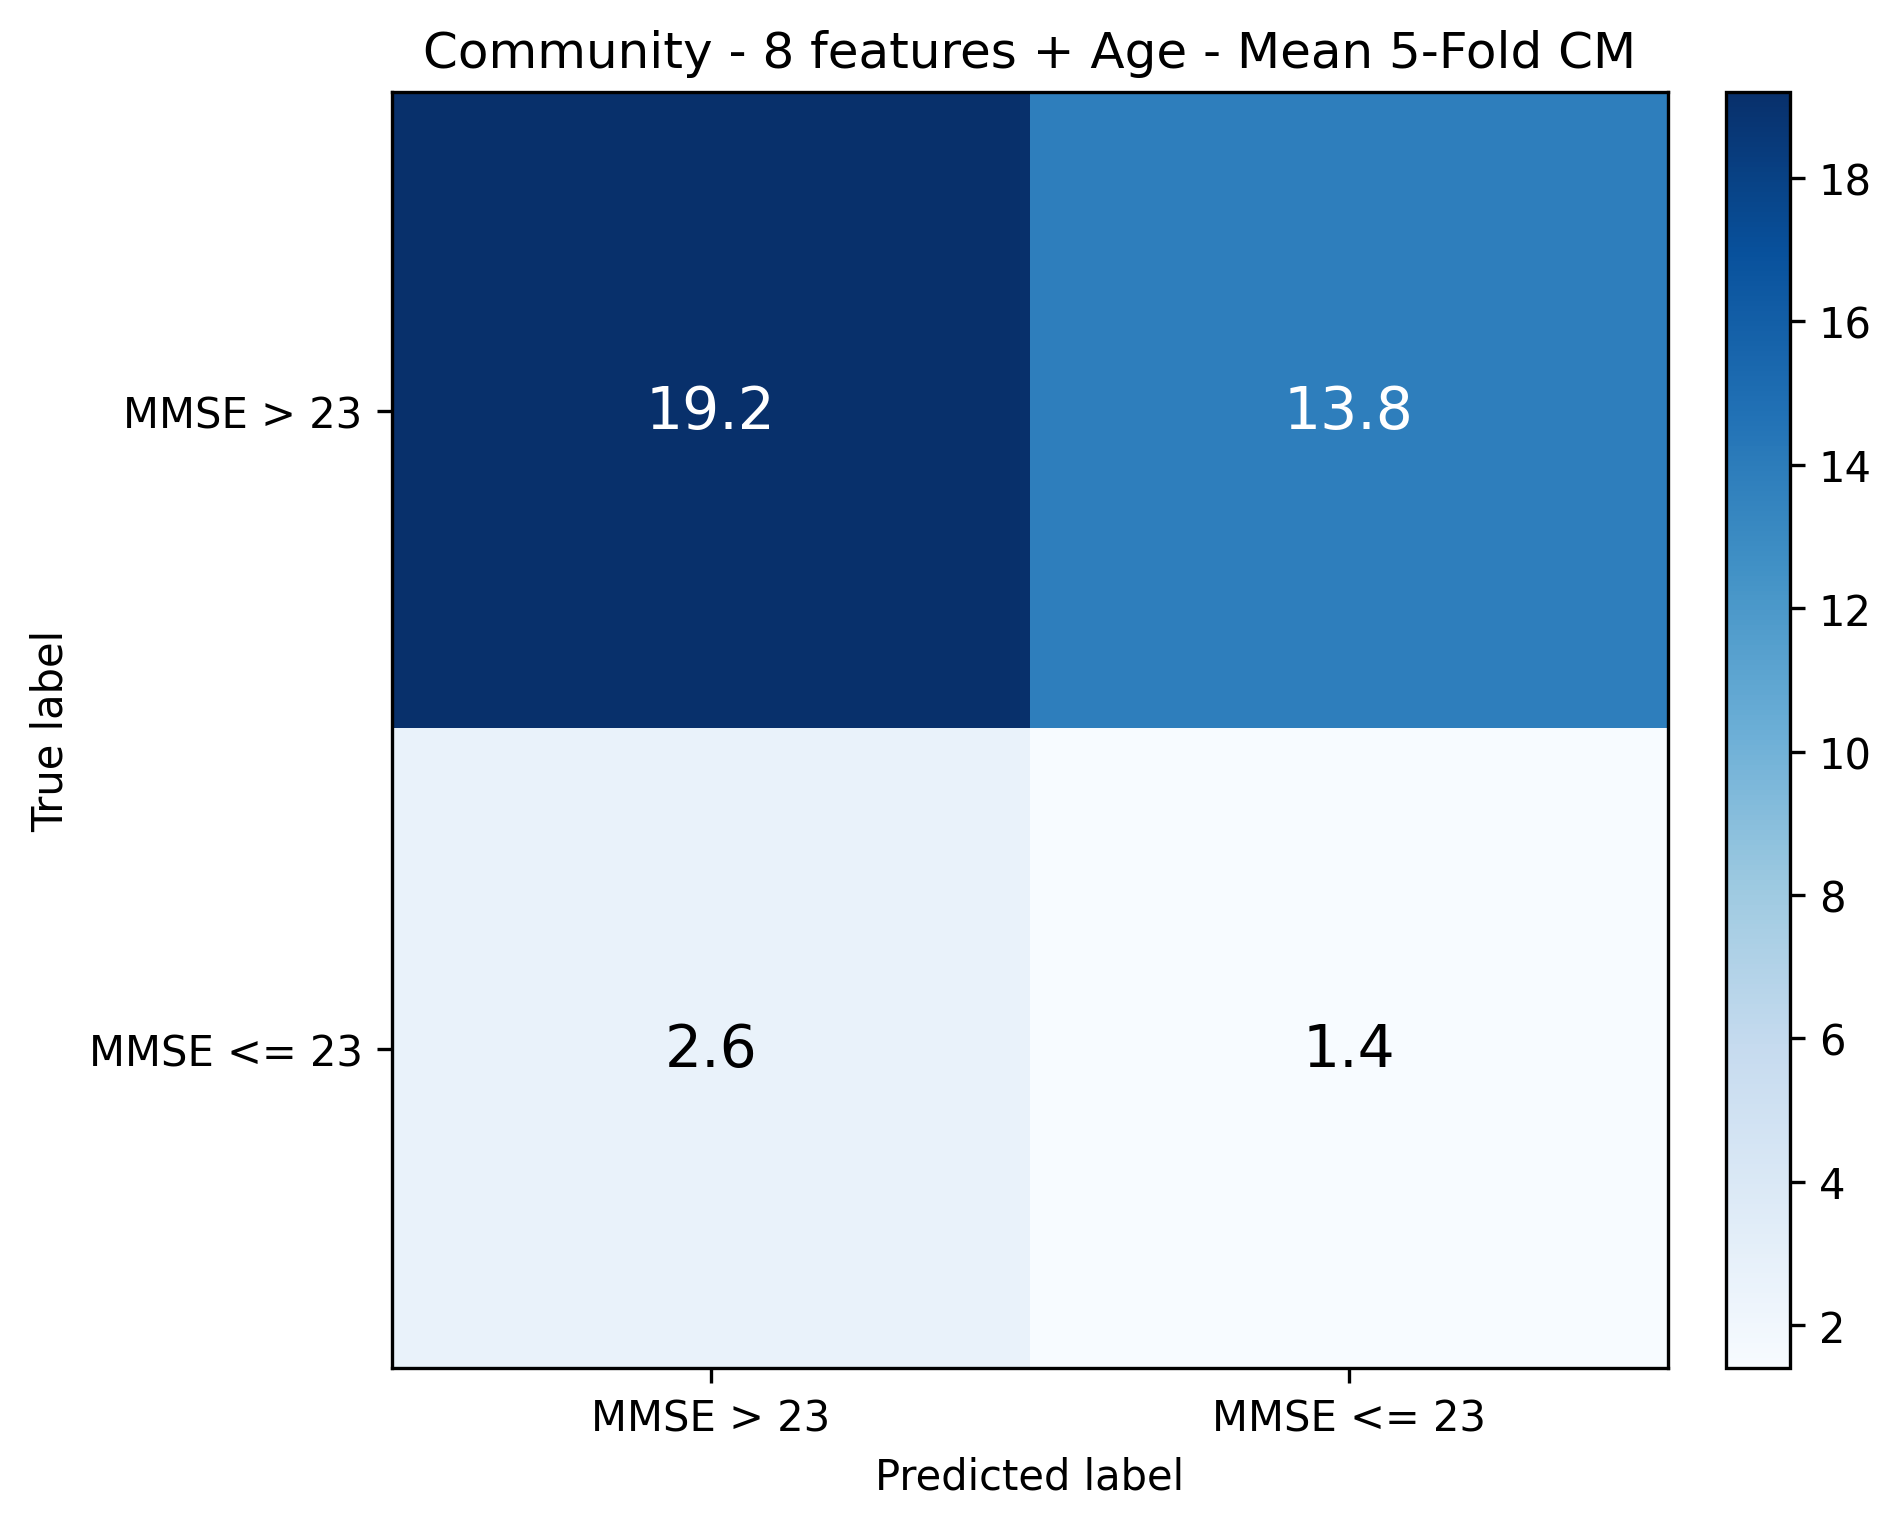 Community - 8 features + Age - Mean 5-Fold CM
True label
MMSE > 23
MMSE <= 23
19.2
13.8
2.6
1.4
MMSE > 23
MMSE <= 23
Predicted label
18
16
14
12
10
8
6
4
2